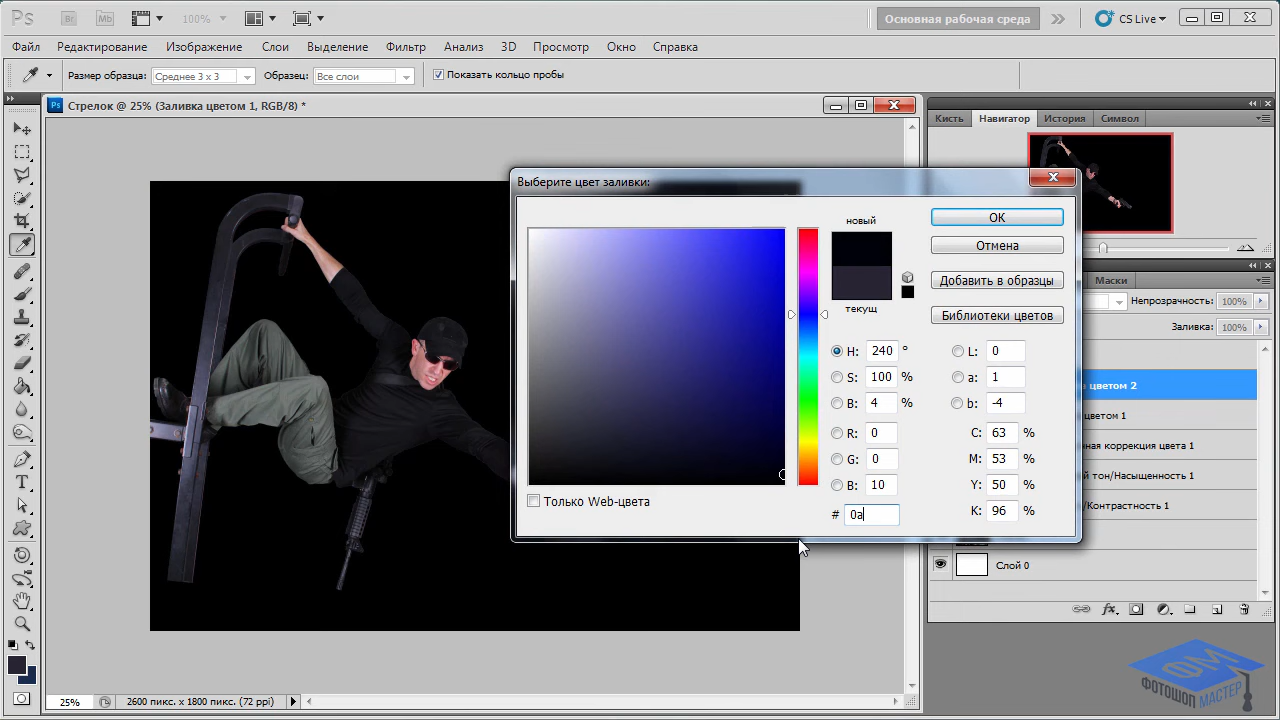 Ps
Br
Mb
100%
Основная рабочая среда
CS Live
Файл Редактирование Изображение Слои Выделение Фильтр Анализ 3D Просмотр Окно Справка
Размер образца: Среднее 3 x 3 Образец: Все слои Показать кольцо пробы
Ps Стрелок @ 25% (Заливка цветом 1, RGB/8) *
Кисть Навигатор История Символ
Выберите цвет заливки:
новый
текущ
ОК
Отмена
Добавить в образцы
Библиотеки цветов
H: 240 °
S: 100 %
B: 4 %
R: 0
G: 0
B: 10
# 0a
L: 0
a: 1
b: -4
C: 63 %
M: 53 %
Y: 50 %
K: 96 %
Только Web-цвета
Маски
Непрозрачность: 100%
Заливка: 100%
цветом 2
цветом 1
ная коррекция цвета 1
й тон/Насыщенность 1
/Контрастность 1
Слой 0
25% 2600 пикс. x 1800 пикс. (72 ppi)
ФМ
ФОТОШОП МАСТЕР